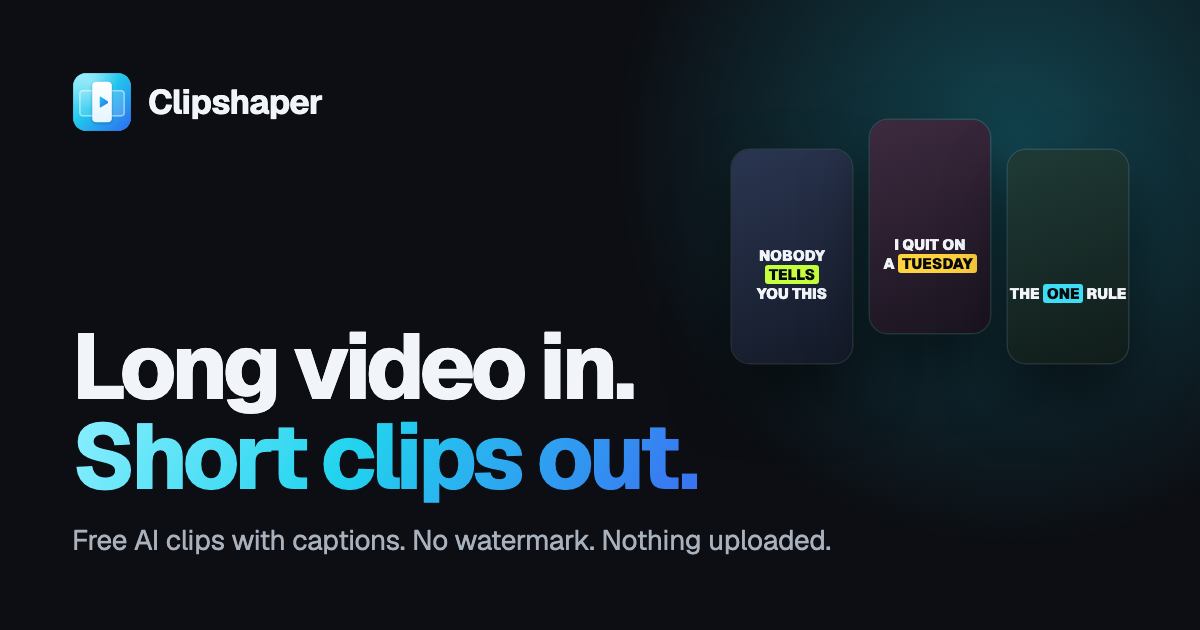 Clipshaper
NOBODY
TELLS
YOU THIS
I QUIT ON
A TUESDAY
THE ONE RULE
Long video in.
Short clips out.
Free AI clips with captions. No watermark. Nothing uploaded.